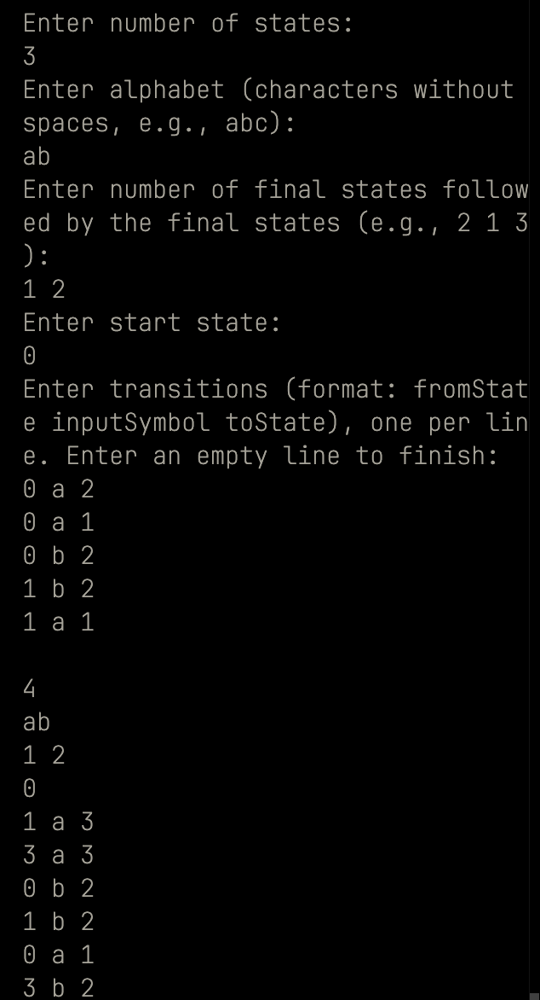 Enter number of states:
3
Enter alphabet (characters without
spaces, e.g., abc):
ab
Enter number of final states follow
ed by the final states (e.g., 2 1 3
):
1 2
Enter start state:
0
Enter transitions (format: fromStat
e inputSymbol toState), one per lin
e. Enter an empty line to finish:
0 a 2
0 a 1
0 b 2
1 b 2
1 a 1

4
ab
1 2
0
1 a 3
3 a 3
0 b 2
1 b 2
0 a 1
3 b 2